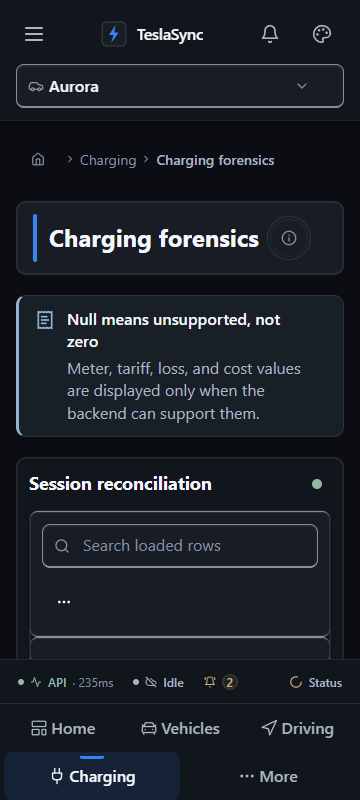 TeslaSync
Aurora
Charging
Charging forensics
Charging forensics
Null means unsupported, not
zero
Meter, tariff, loss, and cost values
are displayed only when the
backend can support them.
Session reconciliation
Search loaded rows
...
API · 235ms
Idle
2
Status
Home
Vehicles
Driving
Charging
More